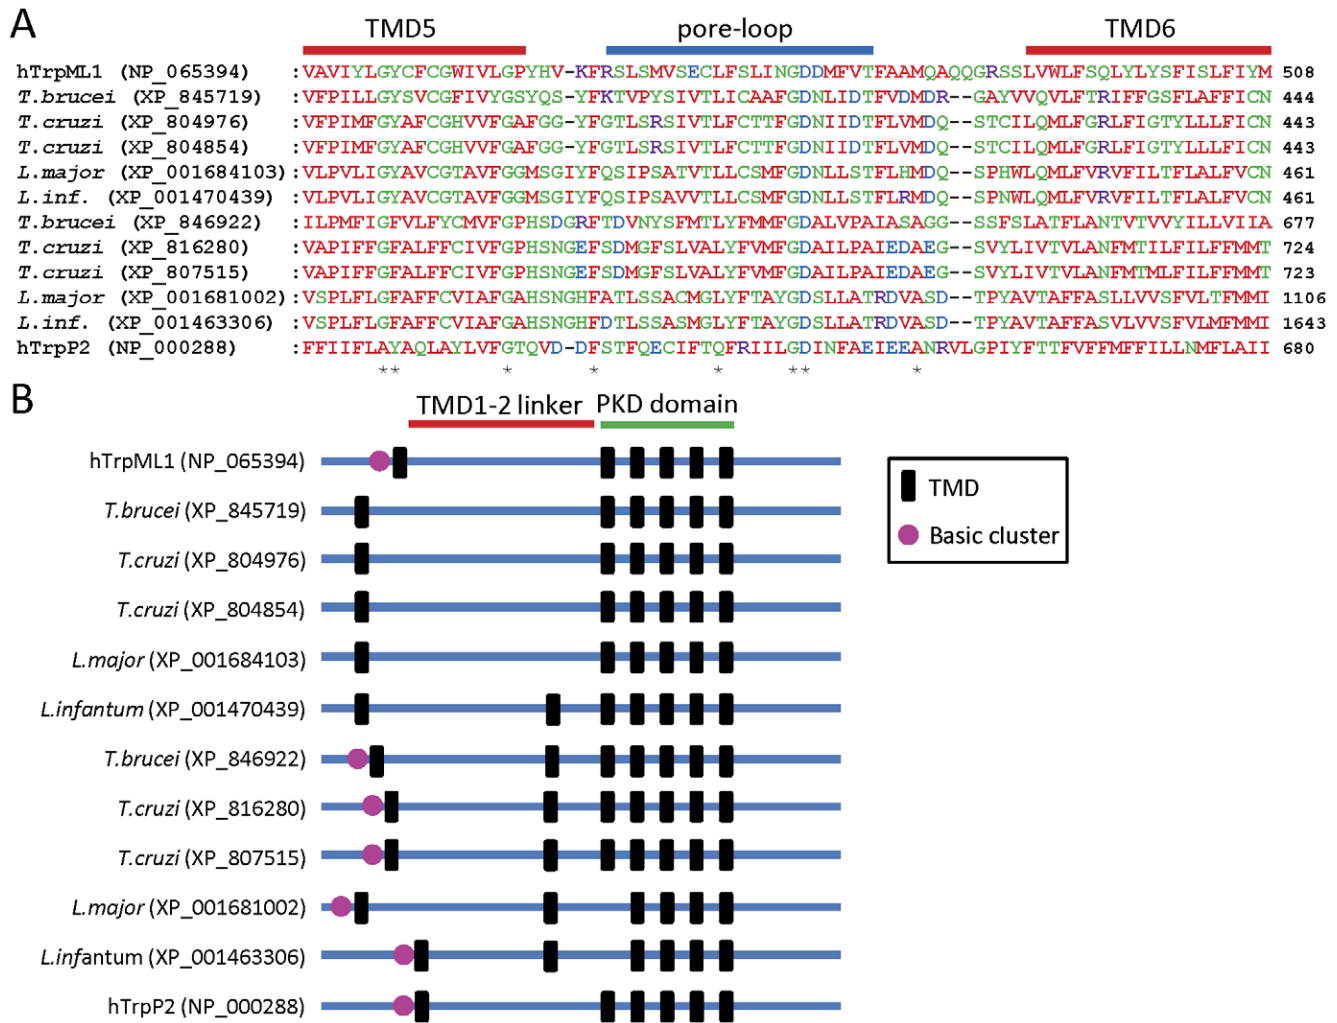 A
TMD5 pore-loop TMD6
hTrpML1 (NP_065394) :VAVIYLGYCFCGWIVLGPYHV-KFRSLSMVSECLFSLINGDDMFVTFAAMQAQQGRSSLVWLFSQLYLYSFISLFIYM 508
T.brucei (XP_845719) :VFPILLGYSVCGFIVYGSYQS-YFKTVPYSIVTLICAAFGDNLIDTFVDMDR--GAYVVQVLFTRIFFGSFLAFFICN 444
T.cruzi (XP_804976) :VFPIMFGYAFCGHVVFGAFGG-YFGTLSRSIVTLFCTTFGDNIIDTFLVMDQ--STCILQMLFGRLFIGTYLLLFICN 443
T.cruzi (XP_804854) :VFPIMFGYAFCGHVVFGAFGG-YFGTLSRSIVTLFCTTFGDNIIDTFLVMDQ--STCILQMLFGRLFIGTYLLLFICN 443
L.major (XP_001684103) :VLPVLIGYAVCGTAVFGGMSGIYFQSIPSATVTLLCSMFGDNLLSTFLHMDQ--SPHWLQMLFVRVFILTFLALFVCN 461
L.inf. (XP_001470439) :VLPVLIGYAVCGTAVFGGMSGIYFQSIPSAVVTLLCSMFGDNLLSTFLRMDQ--SPNWLQMLFVRVFILTFIALFVCN 461
T.brucei (XP_846922) :ILPMFIGFVLFYCMVFGPHSDGRFTDVNYSFMTLYFMMFGDALVPAIASAGG--SSFSLATFLANTVTVVYILLVIIA 677
T.cruzi (XP_816280) :VAPIFFGFALFFCIVFGPHSNGEFSDMGFSLVALYFVMFGDAILPAIEDAEG--SVYLIVTVLANFMTILFILFFMMT 724
T.cruzi (XP_807515) :VAPIFFGFALFFCIVFGPHSNGEFSDMGFSLVALYFVMFGDAILPAIEDAEG--SVYLIVTVLANFMTMLFILFFMMT 723
L.major (XP_001681002) :VSPLFLGFAFFCVIAFGAHSNGHFATLSSACMGLYFTAYGDSLLATRDVASD--TPYAVTAFFASLLVVSFVLTFMMI 1106
L.inf. (XP_001463306) :VSPLFLGFAFFCVIAFGAHSNGHFDTLSSASMGLYFTAYGDSLLATRDVASD--TPYAVTAFFASVLVVSFVLMFMMI 1643
hTrpP2 (NP_000288) :FFIIFLAYAQLAYLVFGTQVD-DFSTFQECIFTQFRIILGDINFAEIEEANRVLGPIYFTTFVFFMFFILLNMFLAII 680
** * * * ** *
B
TMD1-2 linker PKD domain
hTrpML1 (NP_065394)
T.brucei (XP_845719)
T.cruzi (XP_804976)
T.cruzi (XP_804854)
L.major (XP_001684103)
L.infantum (XP_001470439)
T.brucei (XP_846922)
T.cruzi (XP_816280)
T.cruzi (XP_807515)
L.major (XP_001681002)
L.infantum (XP_001463306)
hTrpP2 (NP_000288)
TMD
Basic cluster